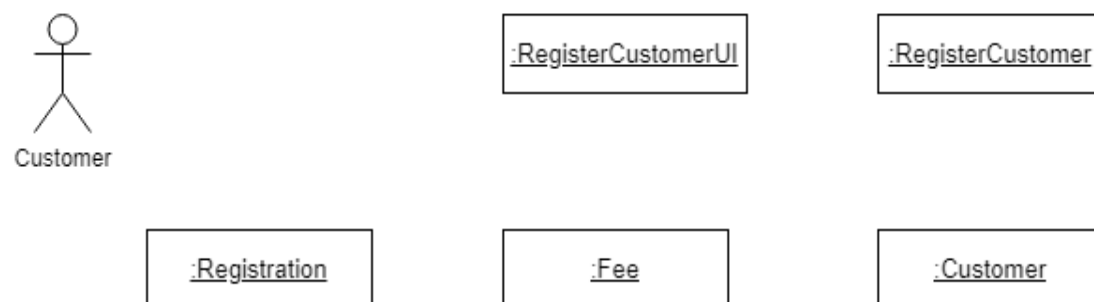 :RegisterCustomerUI
:RegisterCustomer
Customer
:Registration
:Fee
:Customer